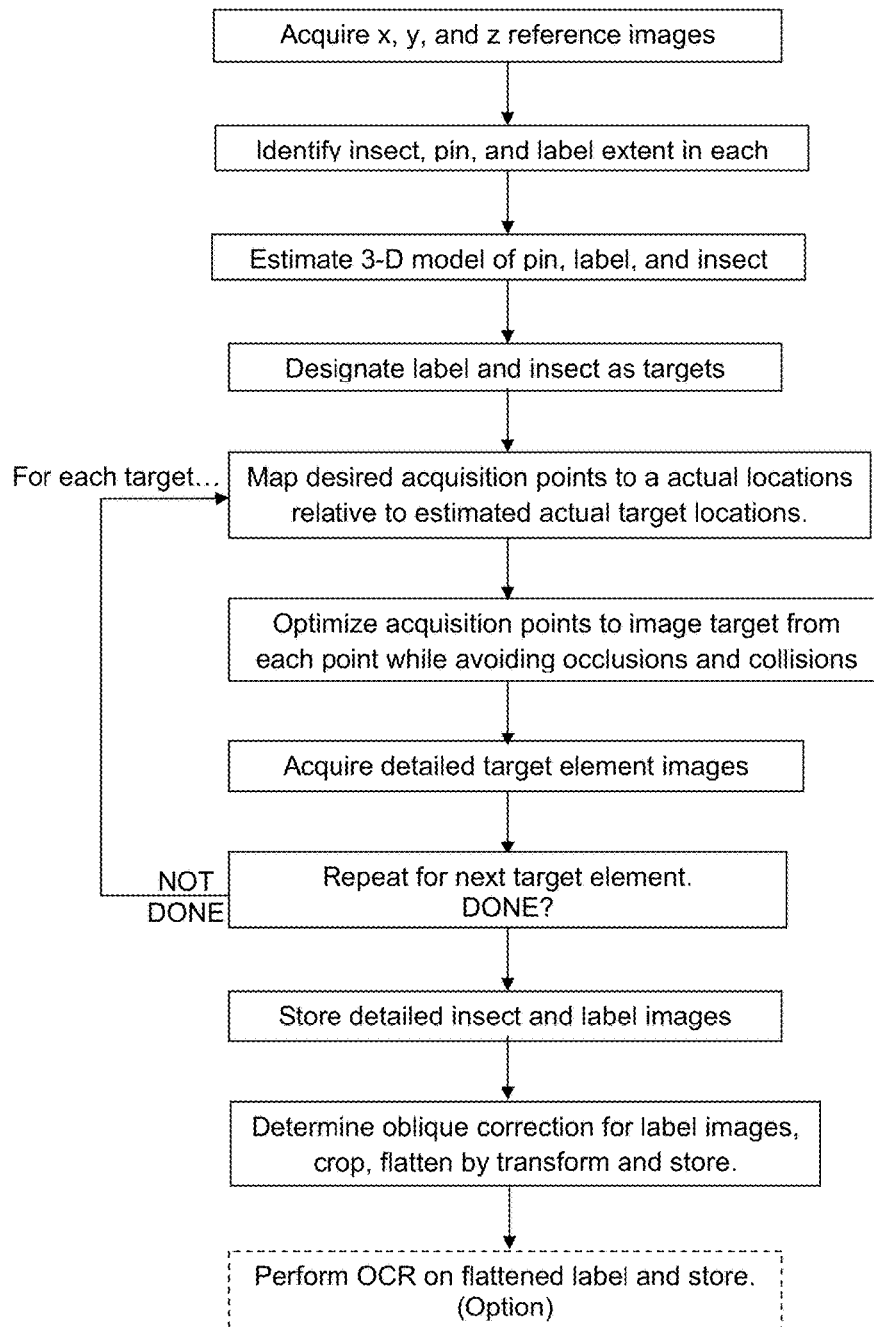 Acquire x, y, and z reference images
Identify insect, pin, and label extent in each
Estimate 3-D model of pin, label, and insect
Designate label and insect as targets
For each target...
Map desired acquisition points to a actual locations
relative to estimated actual target locations.
Optimize acquisition points to image target from
each point while avoiding occlusions and collisions
Acquire detailed target element images
NOT
DONE
Repeat for next target element.
DONE?
Store detailed insect and label images
Determine oblique correction for label images,
crop, flatten by transform and store.
Perform OCR on flattened label and store.
(Option)